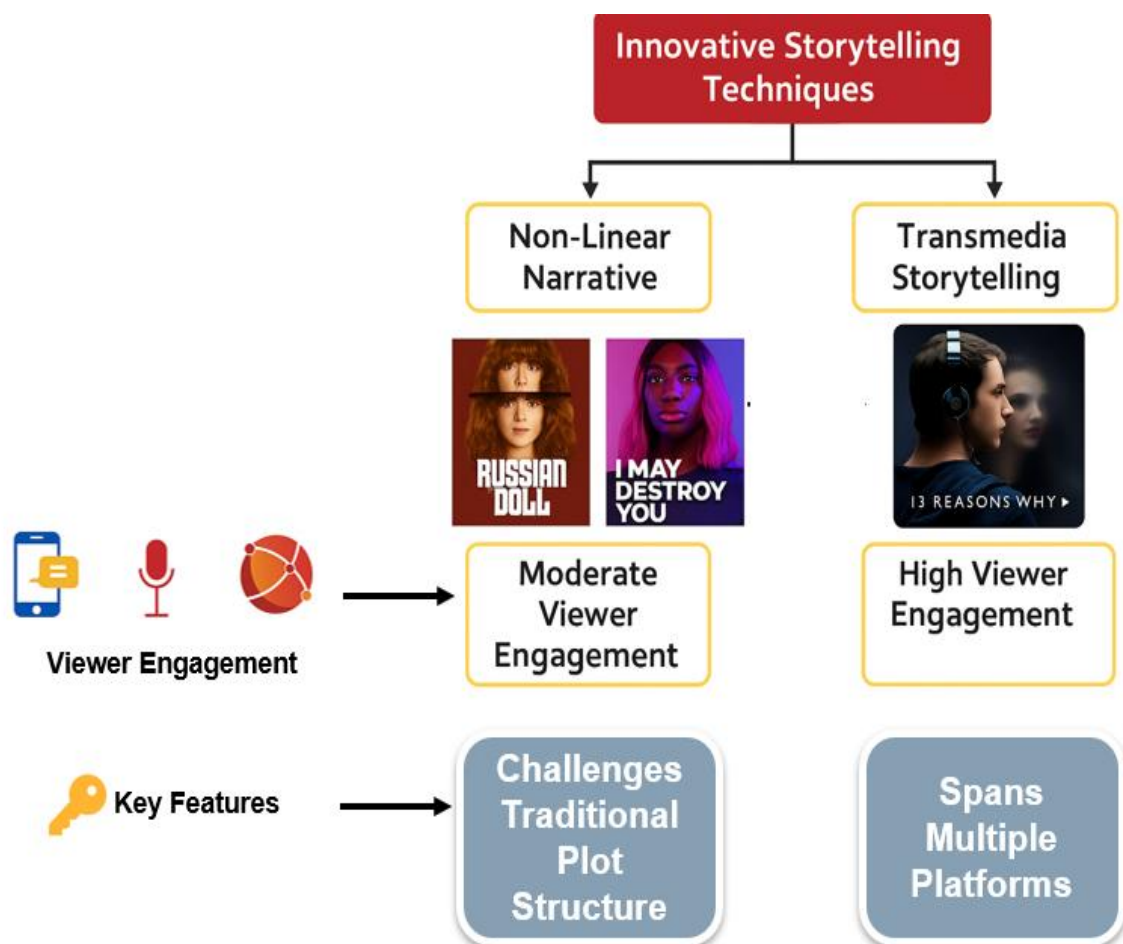 Innovative Storytelling
Techniques
Non-Linear
Narrative
Transmedia
Storytelling
RUSSIAN
DOLL
I MAY
DESTROY
YOU
13 REASONS WHY
Viewer Engagement
Moderate
Viewer
Engagement
High Viewer
Engagement
Key Features
Challenges
Traditional
Plot
Structure
Spans
Multiple
Platforms